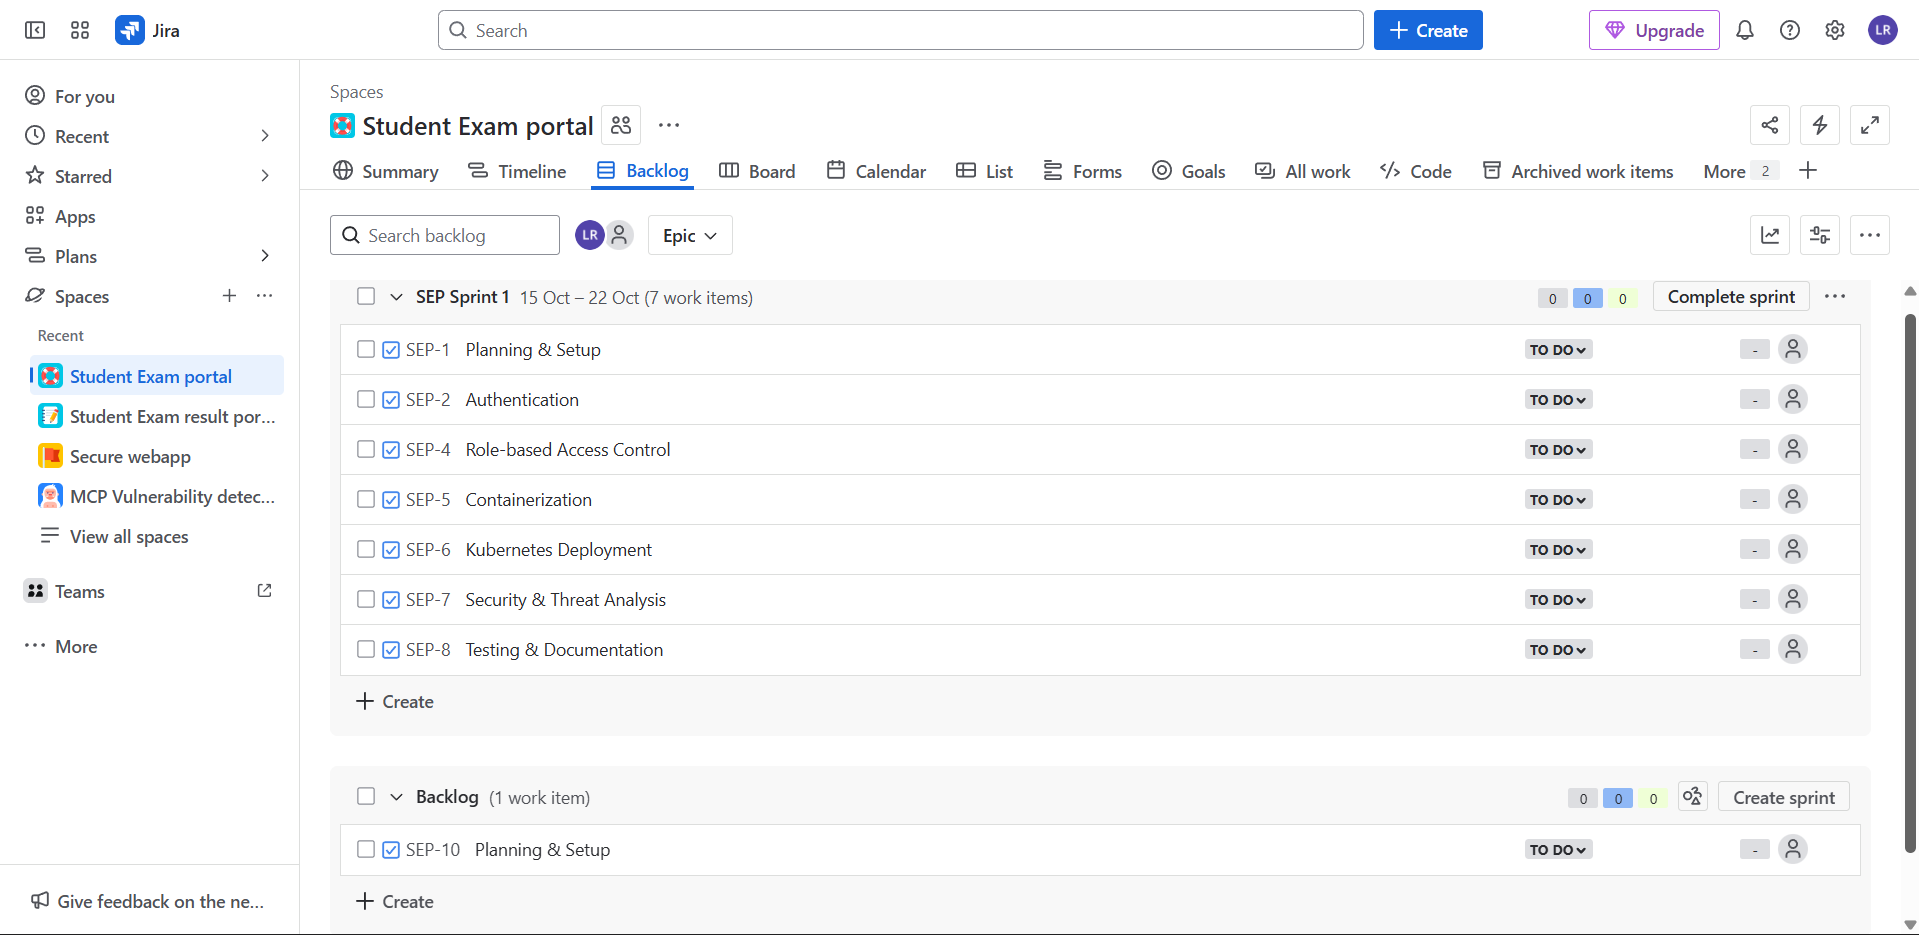 Jira
Search
Create
Upgrade
LR
For you
Recent
Starred
Apps
Plans
Spaces
Recent
Student Exam portal
Student Exam result por...
Secure webapp
MCP Vulnerability detec...
View all spaces
Teams
More
Give feedback on the ne...
Spaces
Student Exam portal
Summary Timeline Backlog Board Calendar List Forms Goals All work Code Archived work items More 2
Search backlog LR Epic
SEP Sprint 1 15 Oct – 22 Oct (7 work items) 0 0 0 Complete sprint
SEP-1 Planning & Setup TO DO -
SEP-2 Authentication TO DO -
SEP-4 Role-based Access Control TO DO -
SEP-5 Containerization TO DO -
SEP-6 Kubernetes Deployment TO DO -
SEP-7 Security & Threat Analysis TO DO -
SEP-8 Testing & Documentation TO DO -
Create
Backlog (1 work item) 0 0 0 Create sprint
SEP-10 Planning & Setup TO DO -
Create